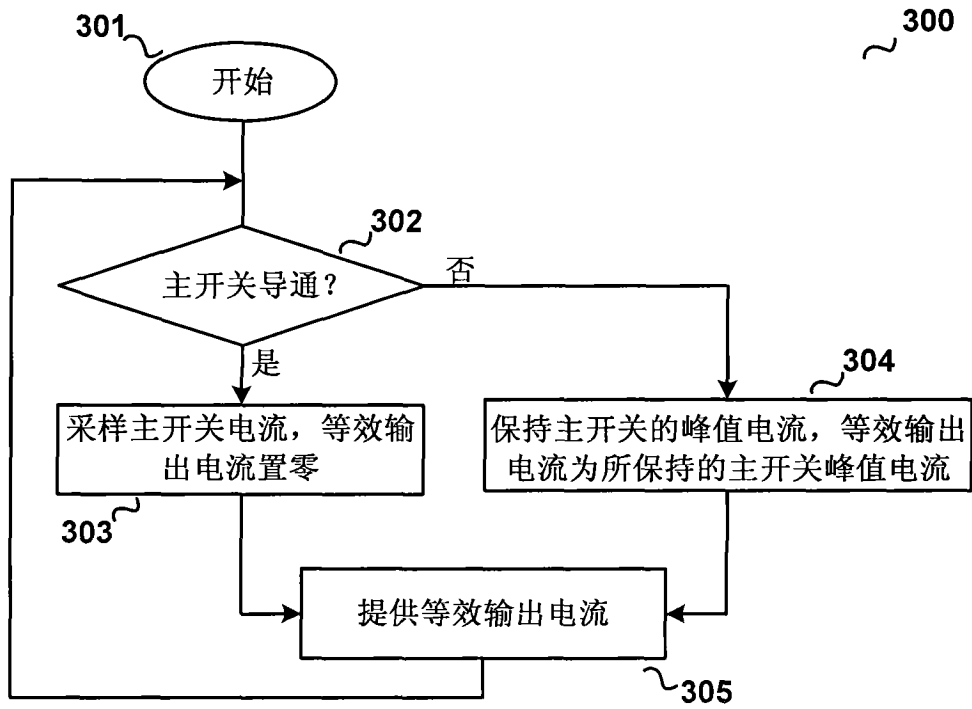 301
300
开始
302
主开关导通？
否
是
304
采样主开关电流，等效输
出电流置零
保持主开关的峰值电流，等效输出
电流为所保持的主开关峰值电流
303
提供等效输出电流
305